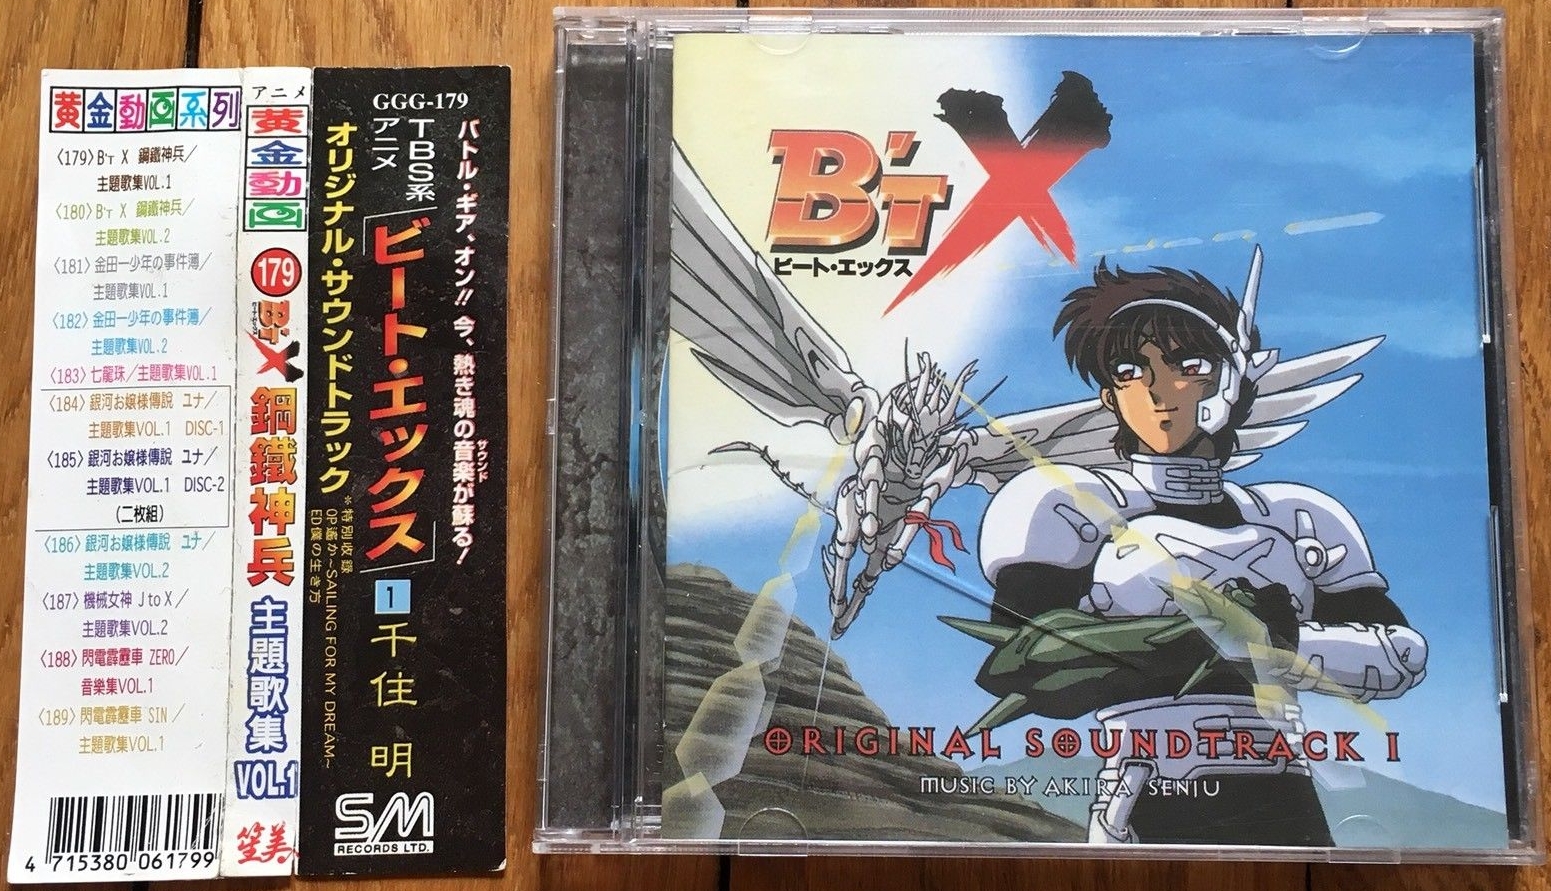 黄金動画系列
〈179〉B'T X 鋼鐵神兵／
主題歌集VOL.1
〈180〉B'T X 鋼鐵神兵／
主題歌集VOL.2
〈181〉金田一少年の事件簿／
主題歌集VOL.1
〈182〉金田一少年の事件簿／
主題歌集VOL.2
〈183〉七龍珠／主題歌集VOL.1
〈184〉銀河お嬢様傳說 ユナ／
主題歌集VOL.1 DISC-1
〈185〉銀河お嬢様傳說 ユナ／
主題歌集VOL.1 DISC-2
(二枚組)
〈186〉銀河お嬢様傳說 ユナ／
主題歌集VOL.2
〈187〉機械女神 J to X／
主題歌集VOL.2
〈188〉閃電霹靂車 ZERO／
音樂集VOL.1
〈189〉閃電霹靂車 SIN ／
主題歌集VOL.1
4 715380 061799
アニメ
黄金動画
179
B'T X
鋼鐵神兵
主題歌集
VOL.1
笙美
GGG-179
バトル・ギア、オン!! 今、熱き魂の音楽が蘇る!
サウンド
TBS系
アニメ
「ビート・エックス」
1
千住 明
オリジナル・サウンドトラック
*特別収録
OP遙か~SAILING FOR MY DREAM~
ED僕の生き方
SM
RECORDS LTD.
B'T X
ビート・エックス
ORIGINAL SOUNDTRACK I
MUSIC BY AKIRA SENJU